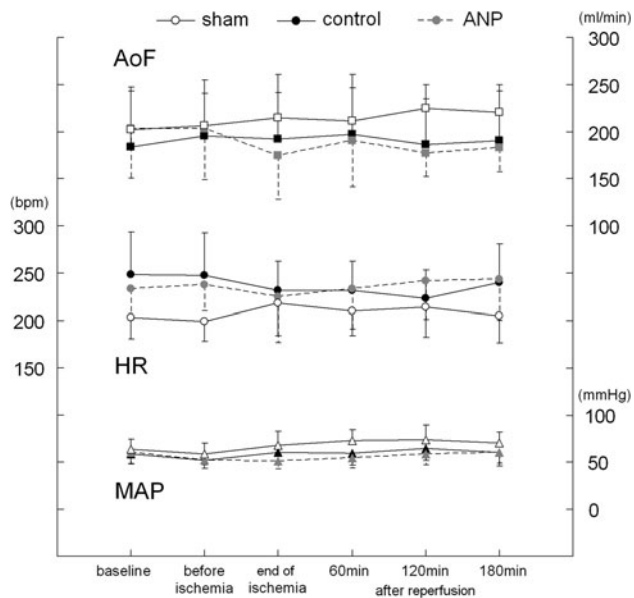 sham control ANP
(ml/min)
AoF
300
250
200
150
(bpm)
300
100
250
200
150
HR
(mmHg)
100
50
MAP
0
baseline before ischemia end of ischemia 60min 120min 180min
after reperfusion